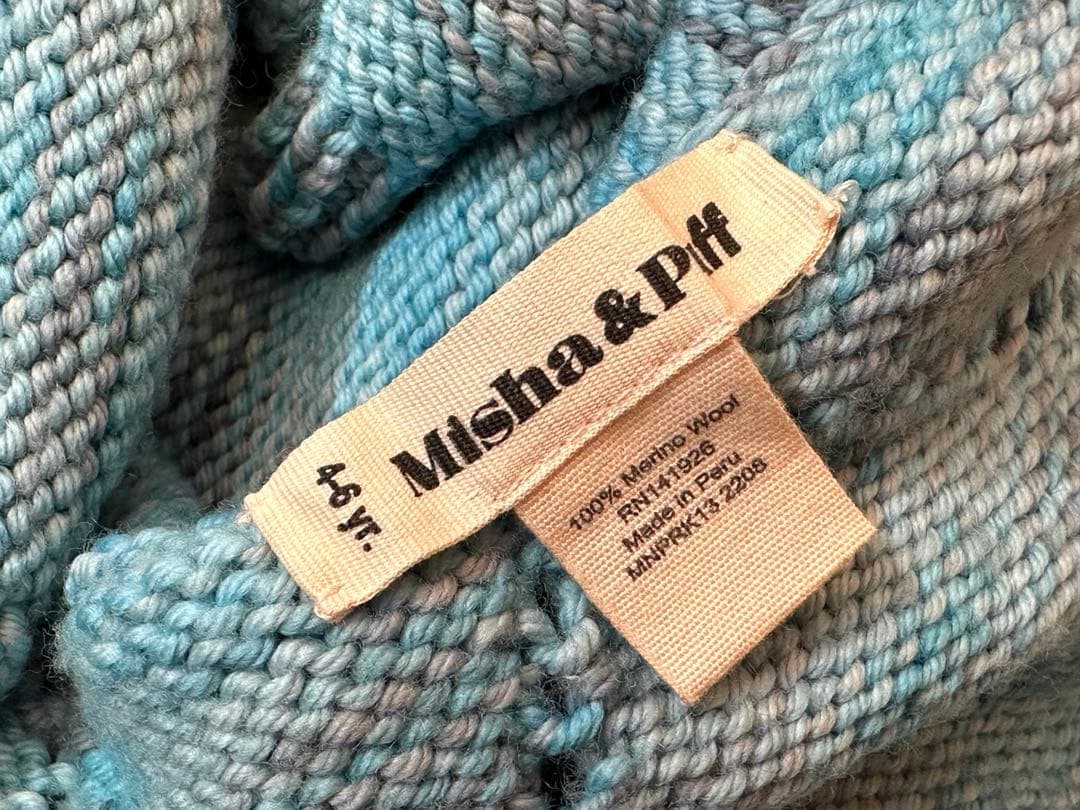 Misha & Puff
4-6 yr.
100% Merino Wool
RN141926
Made in Peru
MNPRK13 2208